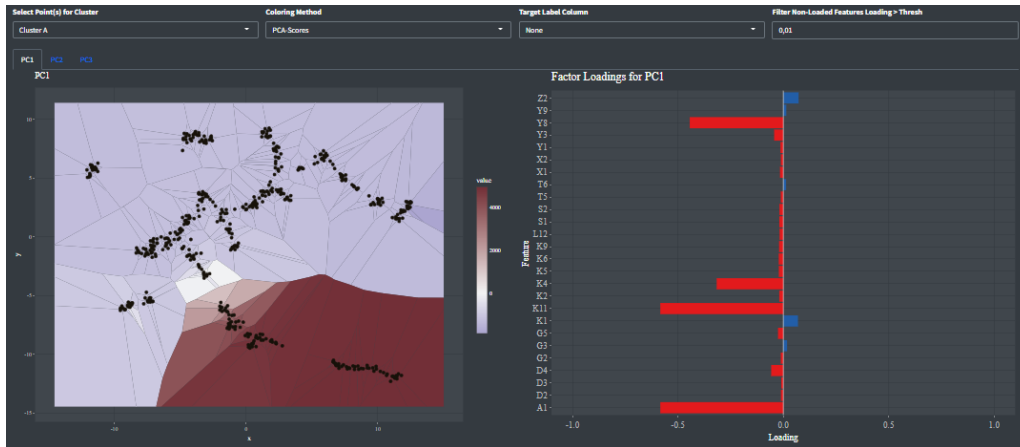 Select Point(s) for Cluster
Coloring Method
Target Label Column
Filter Non-Loaded Features Loading > Thresh
Cluster A
PCA-Scores
None
0,01
PC1
PC2
PC3
PC1
10
5
0
-5
-10
-15
y
-10
0
10
x
value
4000
2000
0
Factor Loadings for PC1
Feature
Z2
Y9
Y8
Y3
Y1
X2
X1
T6
T5
S2
S1
L12
K9
K6
K5
K4
K2
K11
K1
G5
G3
G2
D4
D3
D2
A1
-1.0
-0.5
0.0
0.5
1.0
Loading